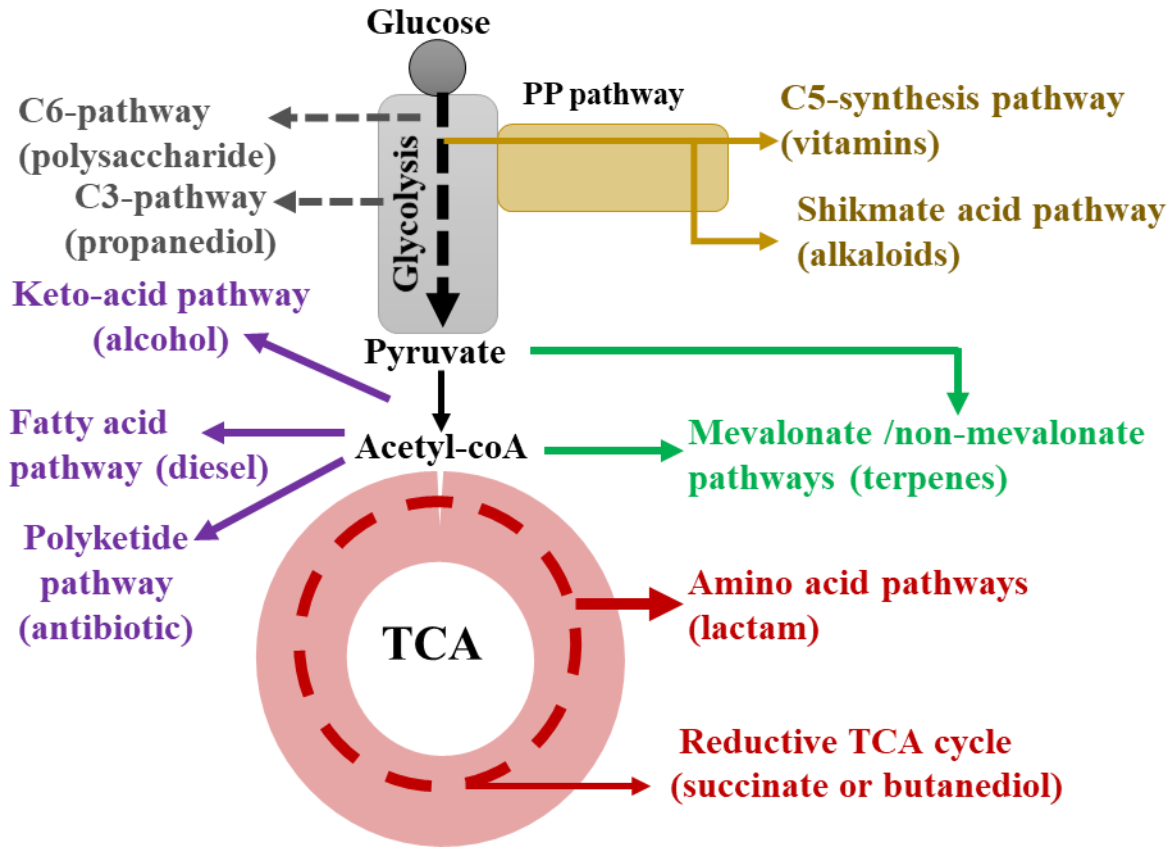 Glucose
PP pathway
C6-pathway
(polysaccharide)
C3-pathway
(propanediol)
Glycolysis
C5-synthesis pathway
(vitamins)
Shikmate acid pathway
(alkaloids)
Keto-acid pathway
(alcohol)
Pyruvate
Fatty acid
pathway (diesel)
Acetyl-coA
Mevalonate /non-mevalonate
pathways (terpenes)
Polyketide
pathway
(antibiotic)
TCA
Amino acid pathways
(lactam)
Reductive TCA cycle
(succinate or butanediol)